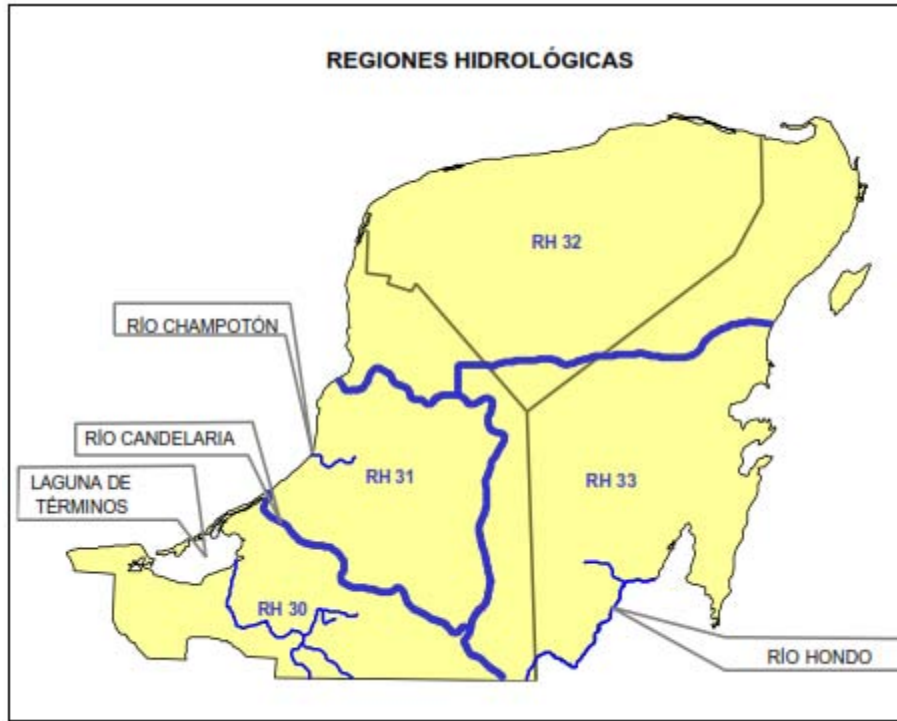 REGIONES HIDROLÓGICAS
RH 32
RÍO CHAMPOTÓN
RÍO CANDELARIA
LAGUNA DE
TÉRMINOS
RH 31
RH 33
RH 30
RÍO HONDO